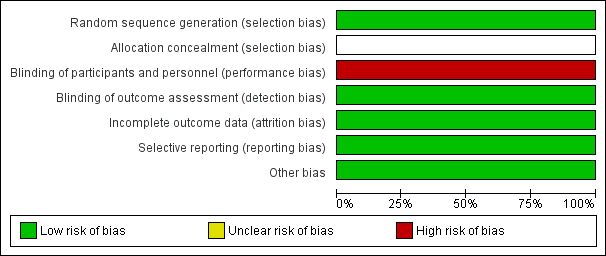 Random sequence generation (selection bias)
Allocation concealment (selection bias)
Blinding of participants and personnel (performance bias)
Blinding of outcome assessment (detection bias)
Incomplete outcome data (attrition bias)
Selective reporting (reporting bias)
Other bias
0% 25% 50% 75% 100%
Low risk of bias Unclear risk of bias High risk of bias